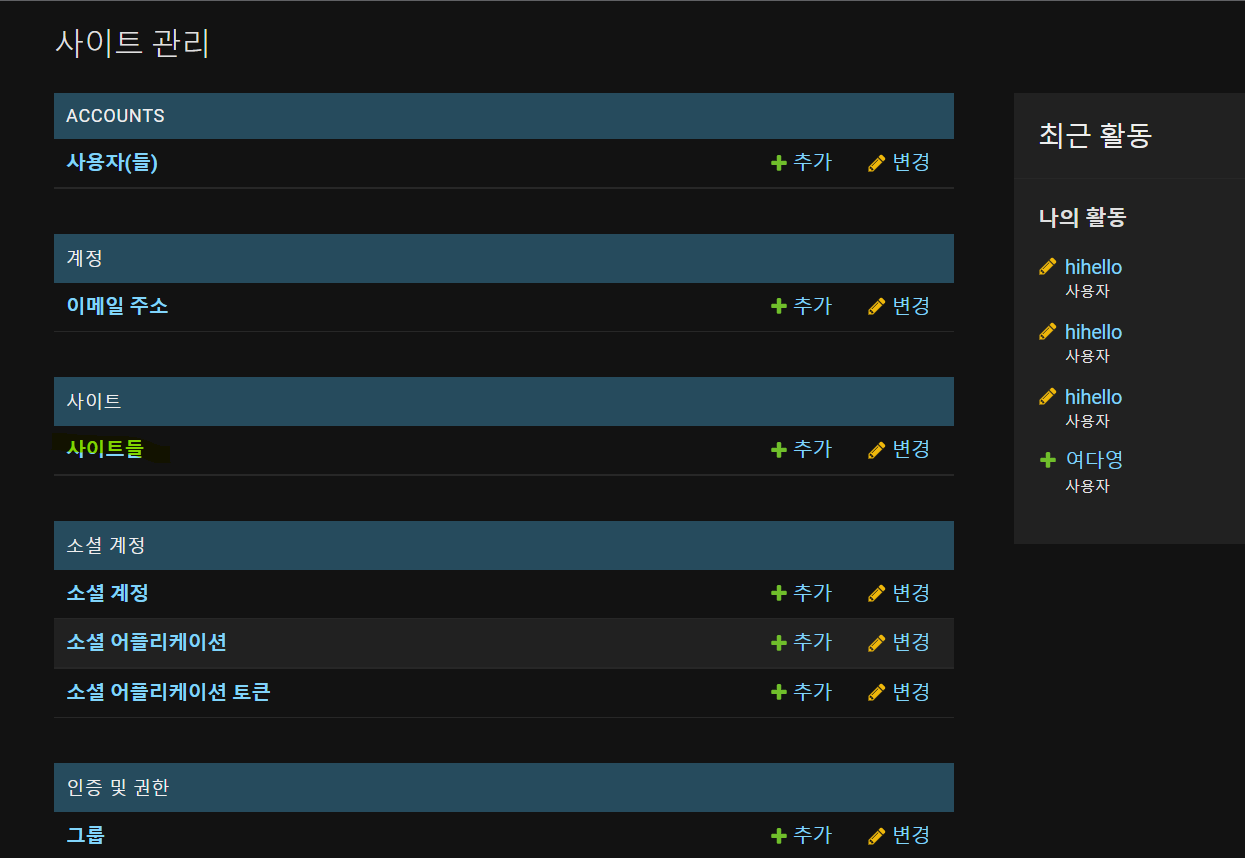 사이트 관리
ACCOUNTS
사용자(들) 추가 변경
계정
이메일 주소 추가 변경
사이트
사이트들 추가 변경
소셜 계정
소셜 계정 추가 변경
소셜 어플리케이션 추가 변경
소셜 어플리케이션 토큰 추가 변경
인증 및 권한
그룹 추가 변경
최근 활동
나의 활동
hihello
사용자
hihello
사용자
hihello
사용자
여다영
사용자